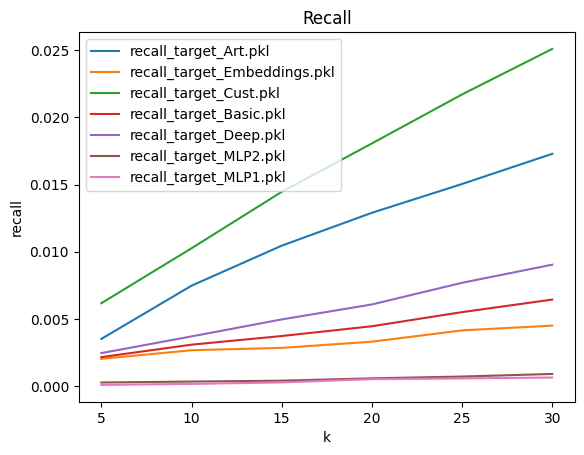 Recall
recall_target_Art.pkl
recall_target_Embeddings.pkl
recall_target_Cust.pkl
recall_target_Basic.pkl
recall_target_Deep.pkl
recall_target_MLP2.pkl
recall_target_MLP1.pkl
recall
0.025
0.020
0.015
0.010
0.005
0.000
5 10 15 20 25 30
k